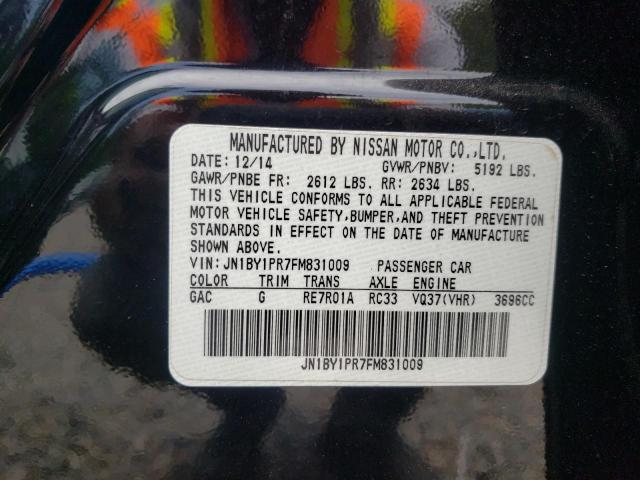 MANUFACTURED BY NISSAN MOTOR CO.,LTD.
DATE: 12/14 GVWR/PNBV: 5192 LBS.
GAWR/PNBE FR: 2612 LBS. RR: 2634 LBS.
THIS VEHICLE CONFORMS TO ALL APPLICABLE FEDERAL
MOTOR VEHICLE SAFETY,BUMPER,AND THEFT PREVENTION
STANDARDS IN EFFECT ON THE DATE OF MANUFACTURE
SHOWN ABOVE.
VIN: JN1BY1PR7FM831009 PASSENGER CAR
COLOR TRIM TRANS AXLE ENGINE
GAC G RE7R01A RC33 VQ37(VHR) 3696CC
JN1BY1PR7FM831009